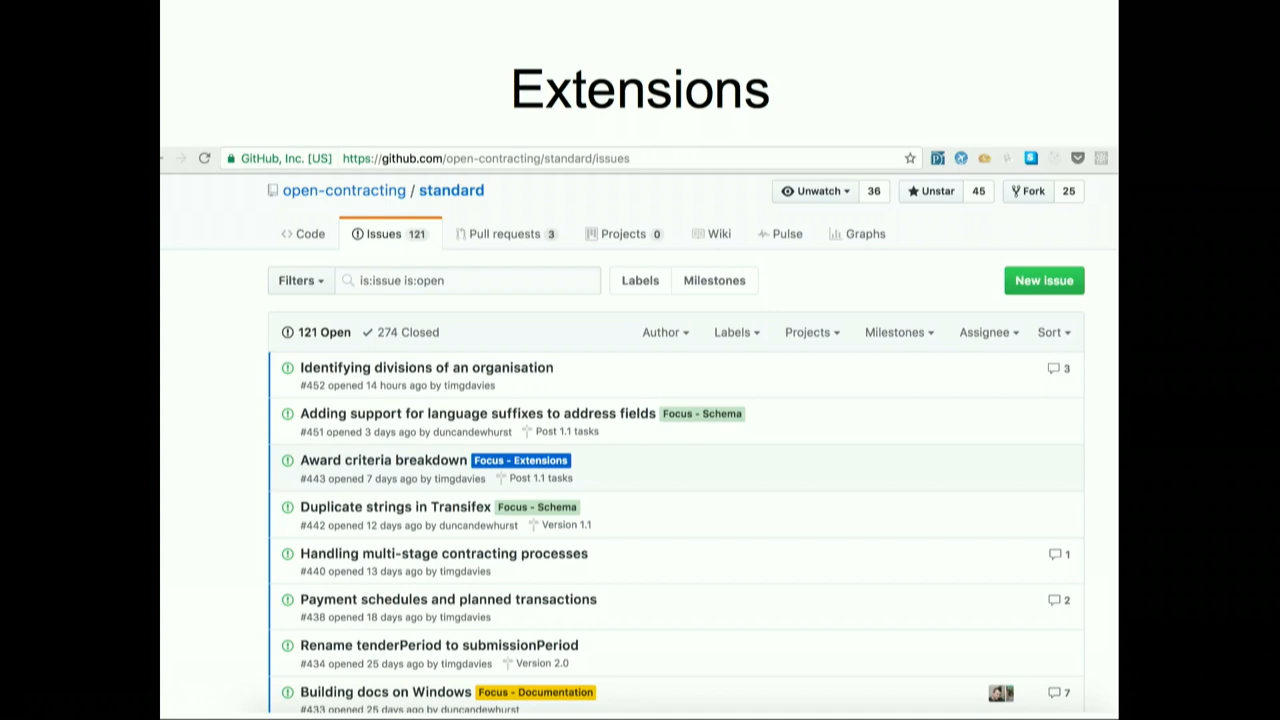 Extensions
GitHub, Inc. [US] https://github.com/open-contracting/standard/issues
open-contracting / standard
Unwatch 36 Unstar 45 Fork 25
Code Issues 121 Pull requests 3 Projects 0 Wiki Pulse Graphs
Filters is:issue is:open Labels Milestones New issue
121 Open 274 Closed Author Labels Projects Milestones Assignee Sort
Identifying divisions of an organisation 3
#452 opened 14 hours ago by timgdavies
Adding support for language suffixes to address fields Focus - Schema
#451 opened 3 days ago by duncandewhurst Post 1.1 tasks
Award criteria breakdown Focus - Extensions
#443 opened 7 days ago by timgdavies Post 1.1 tasks
Duplicate strings in Transifex Focus - Schema
#442 opened 12 days ago by duncandewhurst Version 1.1
Handling multi-stage contracting processes 1
#440 opened 13 days ago by timgdavies
Payment schedules and planned transactions 2
#438 opened 18 days ago by timgdavies
Rename tenderPeriod to submissionPeriod
#434 opened 25 days ago by timgdavies Version 2.0
Building docs on Windows Focus - Documentation 7
#433 opened 25 days ago by duncandewhurst